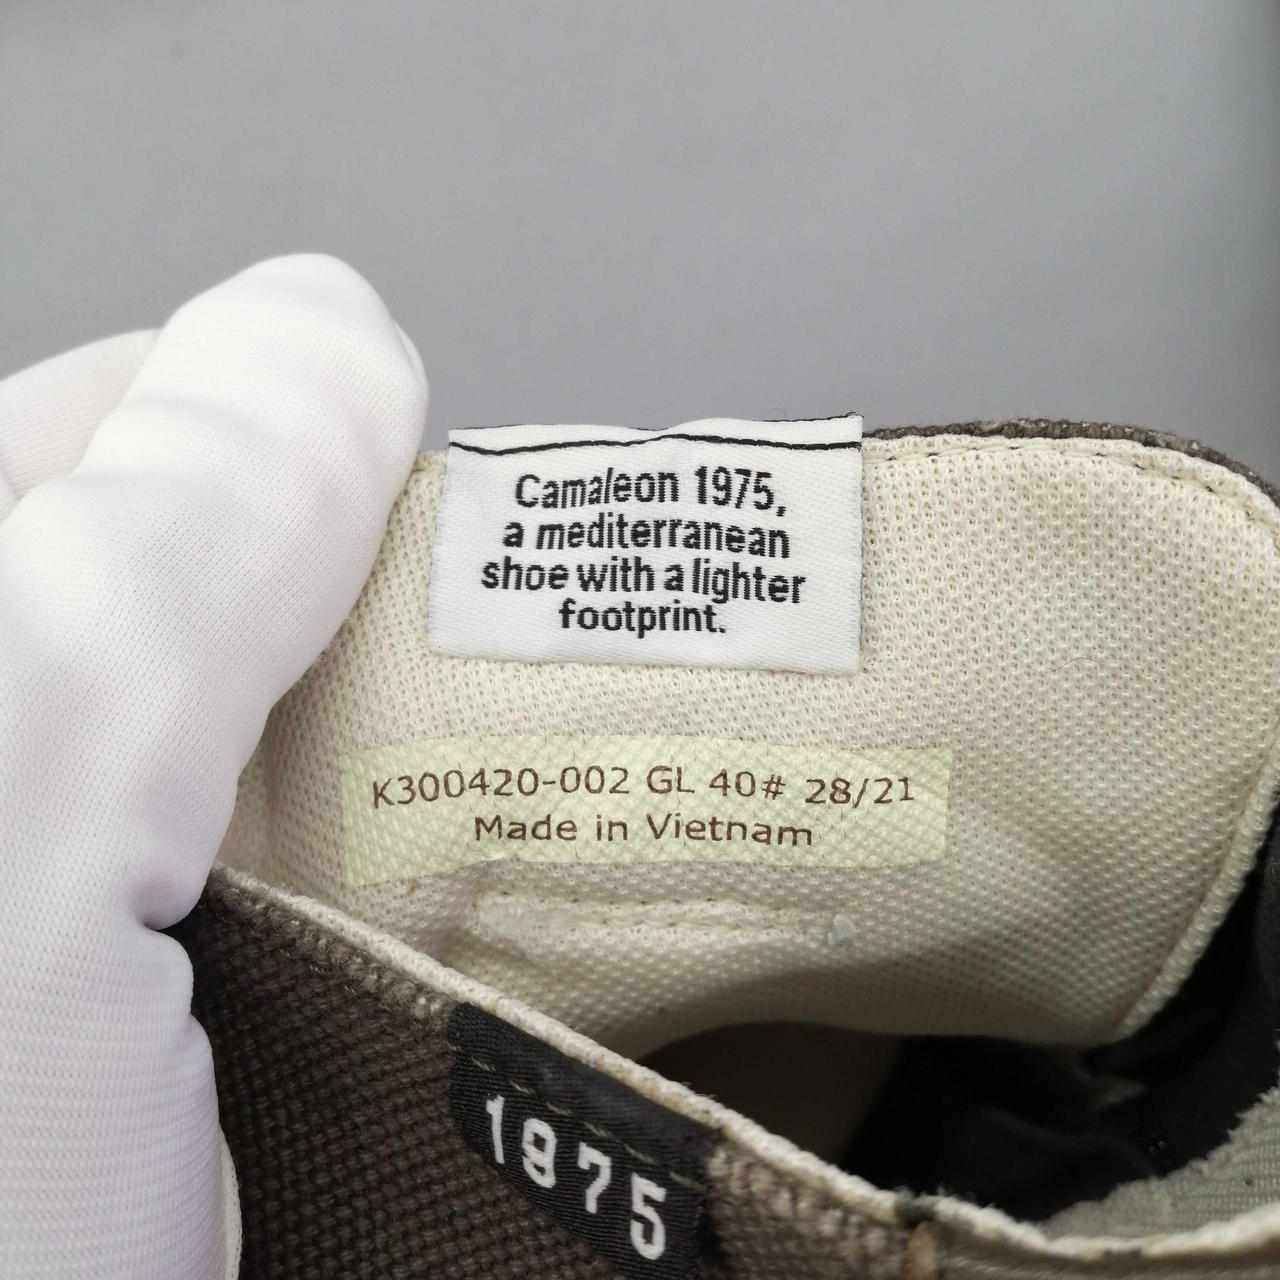 Camaleon 1975,
a mediterranean
shoe with a lighter
footprint.
K300420-002 GL 40# 28/21
Made in Vietnam
1975